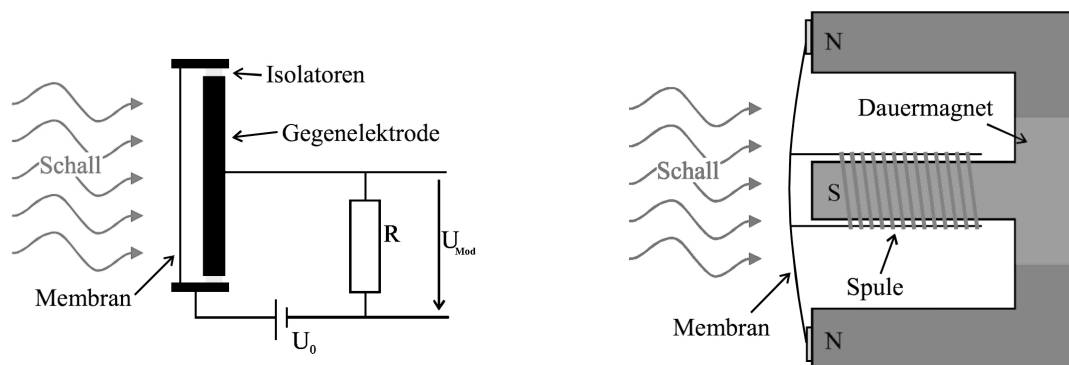 Isolatoren
Gegenelektrode
Schall
R
U_Mod
Membran
U_0
N
Dauermagnet
Schall
S
Spule
Membran
N